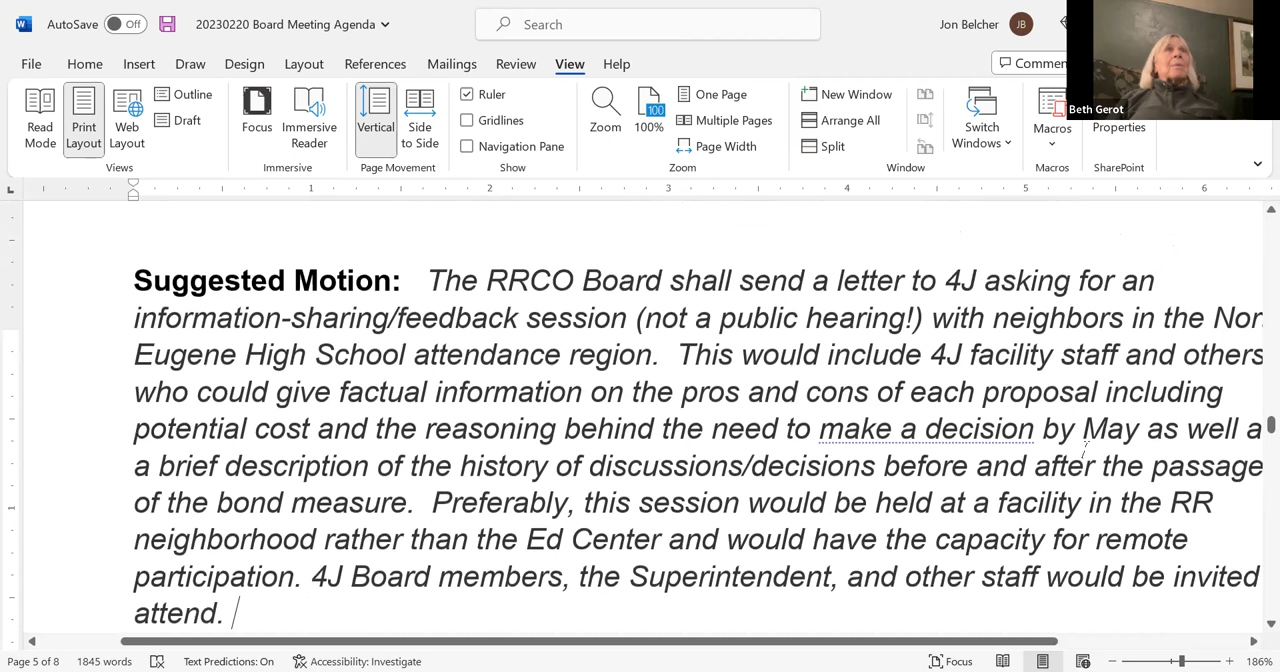 AutoSave Off 20230220 Board Meeting Agenda Search Jon Belcher JB
File Home Insert Draw Design Layout References Mailings Review View Help
Beth Gerot
Read Mode Print Layout Web Layout Outline Draft Views
Focus Immersive Reader Immersive
Vertical Side to Side Page Movement
Ruler Gridlines Navigation Pane Show
Zoom 100 100% One Page Multiple Pages Page Width Zoom
New Window Arrange All Split Switch Windows Window
Macros Macros
Properties SharePoint
1 2 3 4 5 6
Suggested Motion: The RRCO Board shall send a letter to 4J asking for an
information-sharing/feedback session (not a public hearing!) with neighbors in the
Eugene High School attendance region. This would include 4J facility staff and others
who could give factual information on the pros and cons of each proposal including
potential cost and the reasoning behind the need to make a decision by May as well
a brief description of the history of discussions/decisions before and after the passage
of the bond measure. Preferably, this session would be held at a facility in the RR
neighborhood rather than the Ed Center and would have the capacity for remote
participation. 4J Board members, the Superintendent, and other staff would be invited
attend.
Page 5 of 8 1845 words Text Predictions: On Accessibility: Investigate Focus 186%